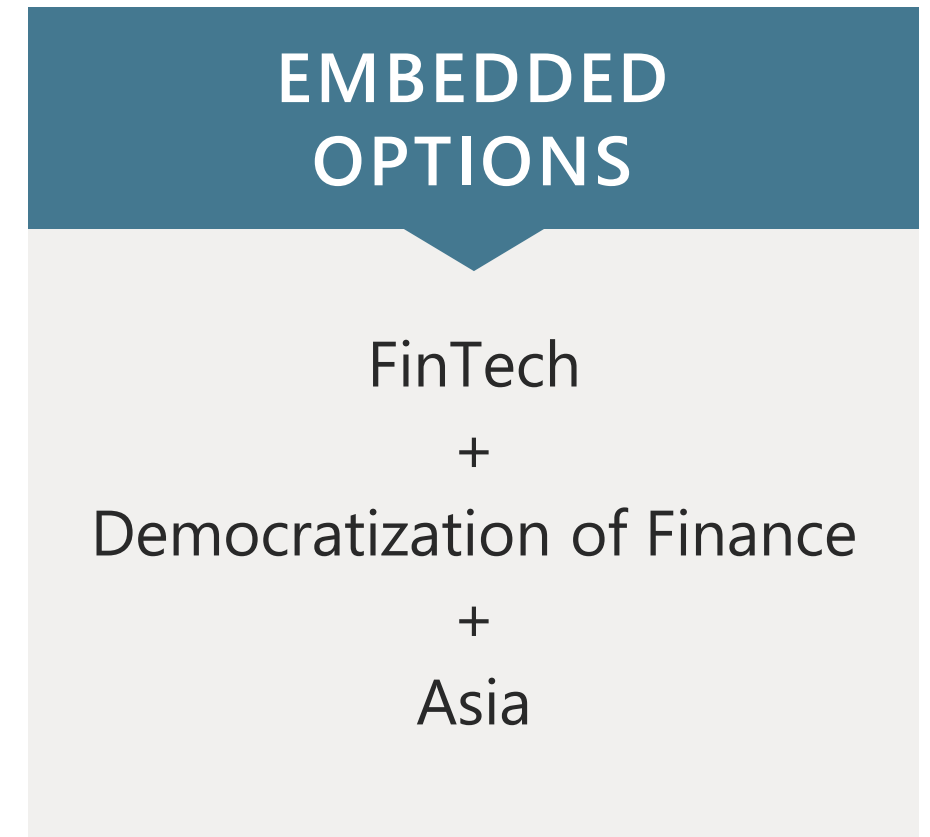 EMBEDDED
OPTIONS
FinTech
+
Democratization of Finance
+
Asia